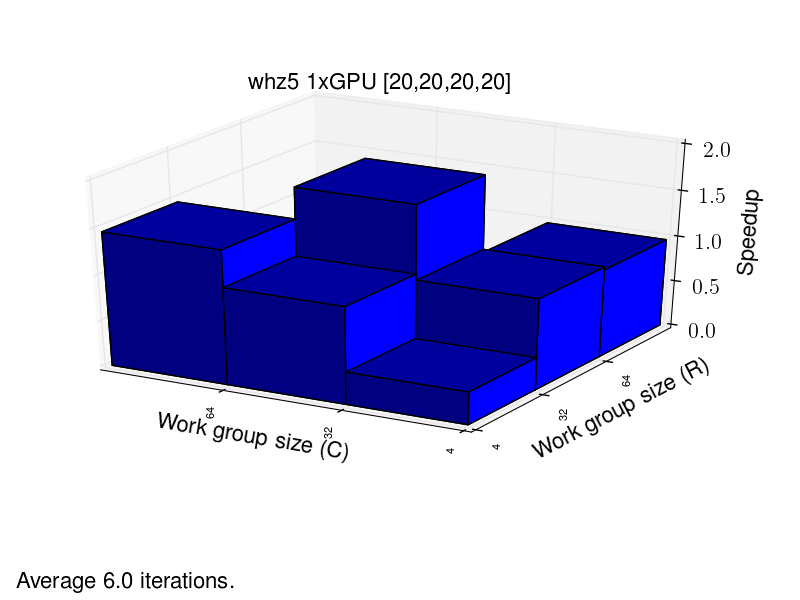 whz5 1xGPU [20,20,20,20]
2.0
1.5
1.0
0.5
0.0
Speedup
64
32
4
Work group size (C)
4
32
64
Work group size (R)
Average 6.0 iterations.